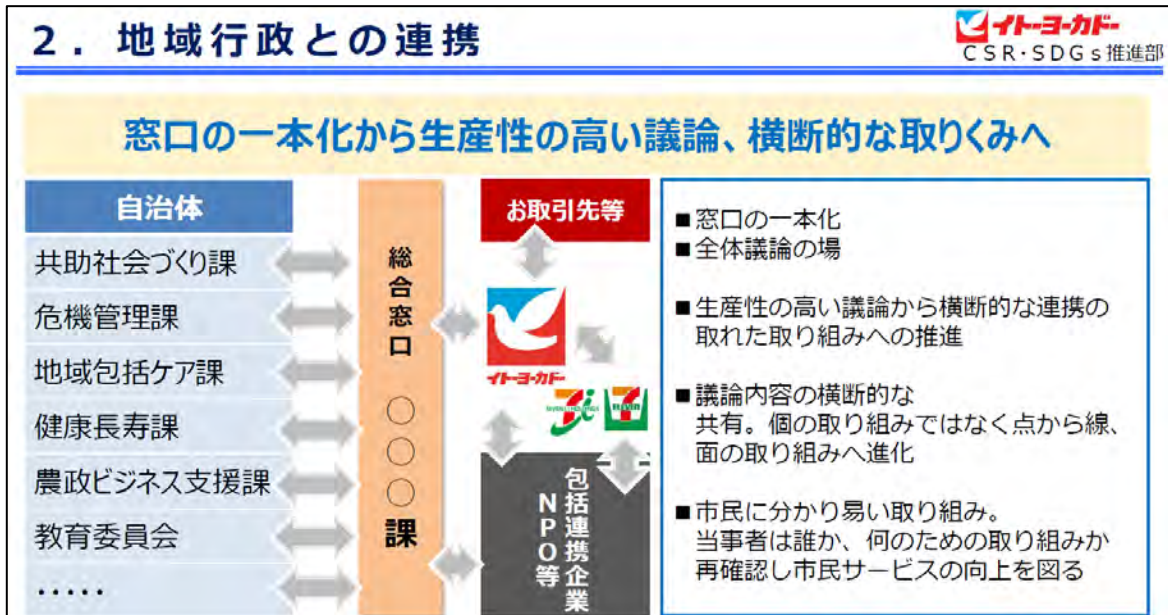 2．地域行政との連携
イトーヨーカドー
CSR・SDGs推進部
窓口の一本化から生産性の高い議論、横断的な取りくみへ
自治体
共助社会づくり課
危機管理課
地域包括ケア課
健康長寿課
農政ビジネス支援課
教育委員会
・・・・・
総合窓口　〇〇〇課
お取引先等
イトーヨーカドー
7i
7
ELEVEN
包括連携企業
NPO等
■窓口の一本化
■全体議論の場
■生産性の高い議論から横断的な連携の
取れた取り組みへの推進
■議論内容の横断的な
共有。個の取り組みではなく点から線、
面の取り組みへ進化
■市民に分かり易い取り組み。
当事者は誰か、何のための取り組みか
再確認し市民サービスの向上を図る